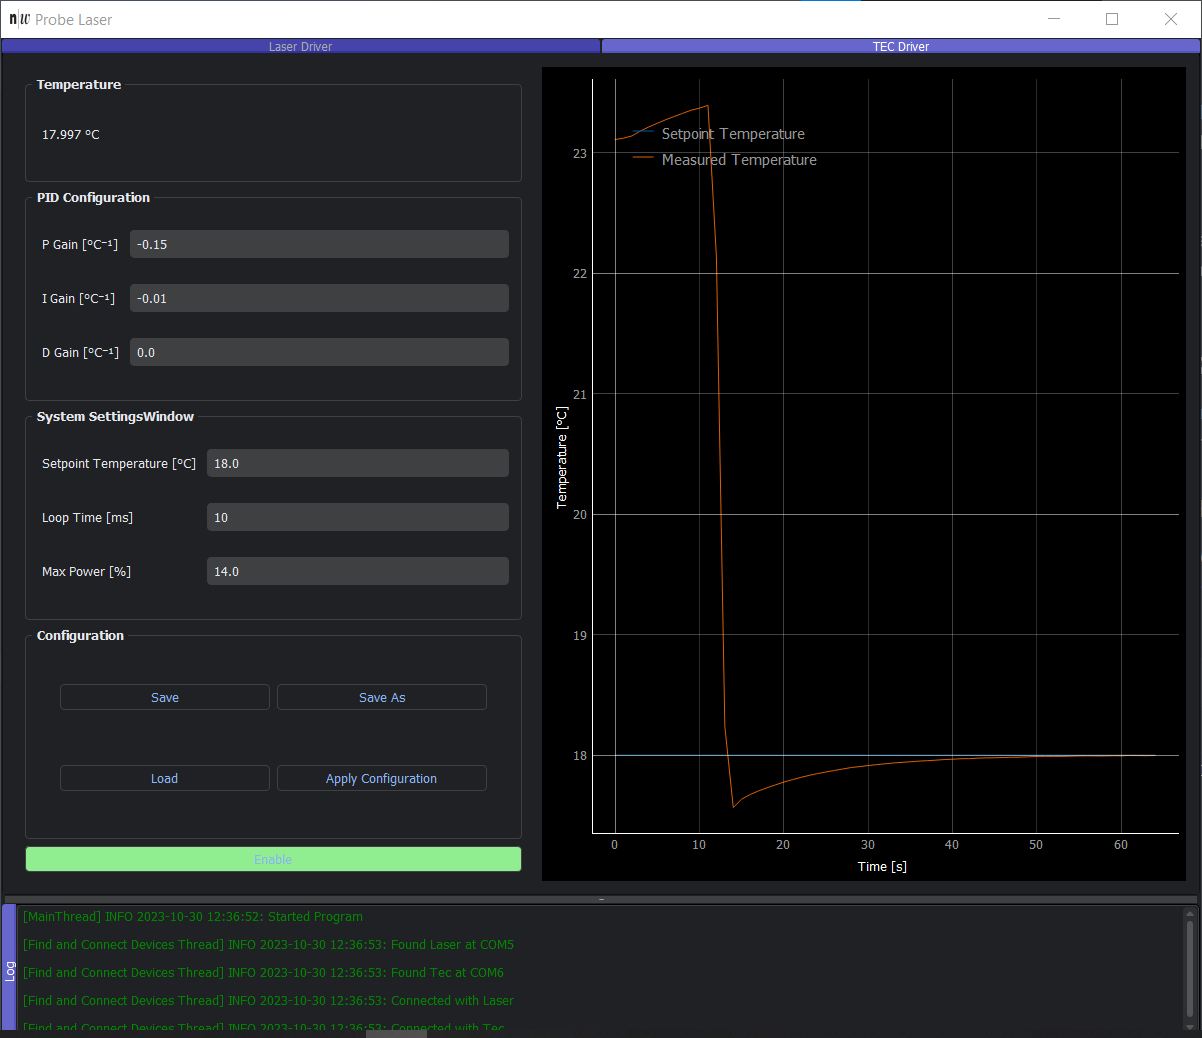 n|w Probe Laser
Laser Driver
TEC Driver
Temperature
17.997 °C
PID Configuration
P Gain [°C⁻¹] -0.15
I Gain [°C⁻¹] -0.01
D Gain [°C⁻¹] 0.0
System SettingsWindow
Setpoint Temperature [°C] 18.0
Loop Time [ms] 10
Max Power [%] 14.0
Configuration
Save
Save As
Load
Apply Configuration
Enable
Setpoint Temperature
Measured Temperature
Temperature [°C]
23
22
21
20
19
18
0 10 20 30 40 50 60
Time [s]
Log
[MainThread] INFO 2023-10-30 12:36:52: Started Program
[Find and Connect Devices Thread] INFO 2023-10-30 12:36:53: Found Laser at COM5
[Find and Connect Devices Thread] INFO 2023-10-30 12:36:53: Found Tec at COM6
[Find and Connect Devices Thread] INFO 2023-10-30 12:36:53: Connected with Laser
[Find and Connect Devices Thread] INFO 2023-10-30 12:36:53: Connected with Tec